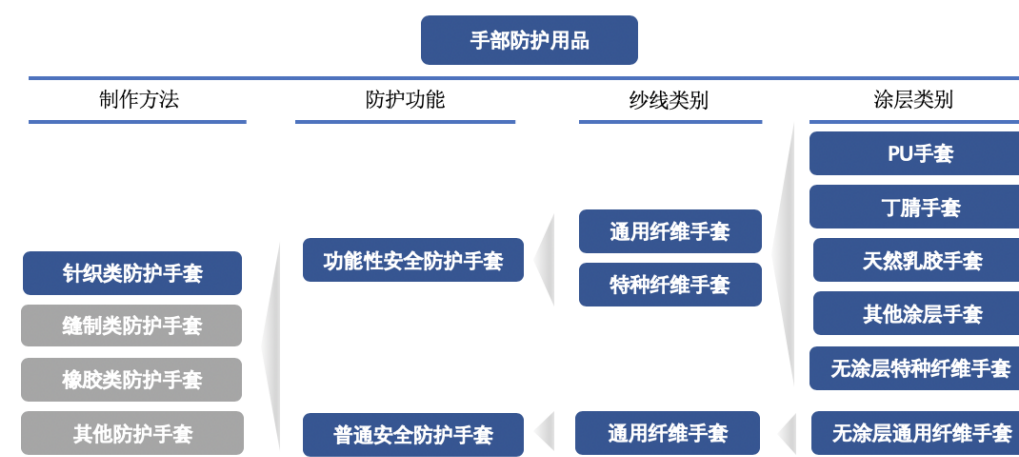 手部防护用品
制作方法
防护功能
纱线类别
涂层类别
PU手套
丁腈手套
天然乳胶手套
其他涂层手套
无涂层特种纤维手套
通用纤维手套
特种纤维手套
功能性安全防护手套
针织类防护手套
缝制类防护手套
橡胶类防护手套
其他防护手套
普通安全防护手套
通用纤维手套
无涂层通用纤维手套